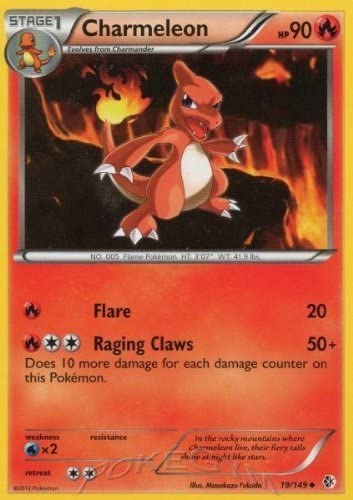 STAGE1 Charmeleon HP 90
Evolves from Charmander
NO. 005 Flame Pokémon. HT: 3'07" WT: 41.9 lbs.
Flare 20
Raging Claws 50+
Does 10 more damage for each damage counter on
this Pokémon.
weakness resistance
×2
retreat
In the rocky mountains where
Charmeleon live, their fiery tails
shine at night like stars.
Illus. Masakazu Fukuda 19/149
©2012 Pokémon